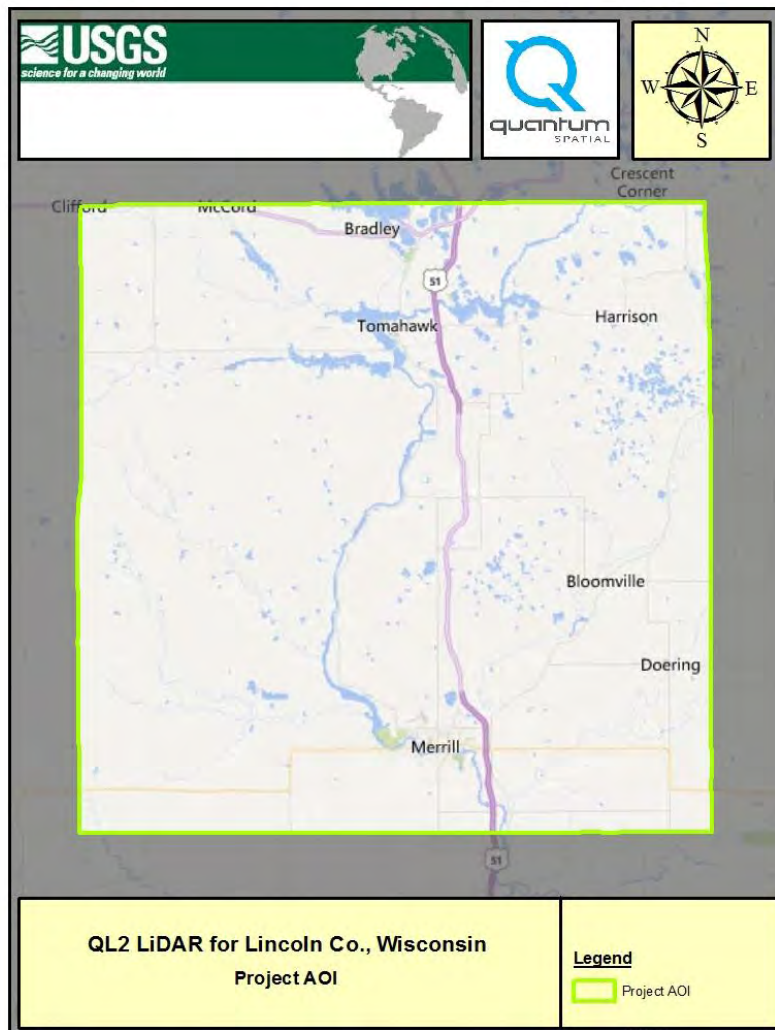 USGS
science for a changing world
quantum
SPATIAL
N
W
E
S
Crescent
Corner
Clifford
McCord
Bradley
51
Tomahawk
Harrison
Bloomville
Doering
Merrill
51
QL2 LiDAR for Lincoln Co., Wisconsin
Project AOI
Legend
Project AOI